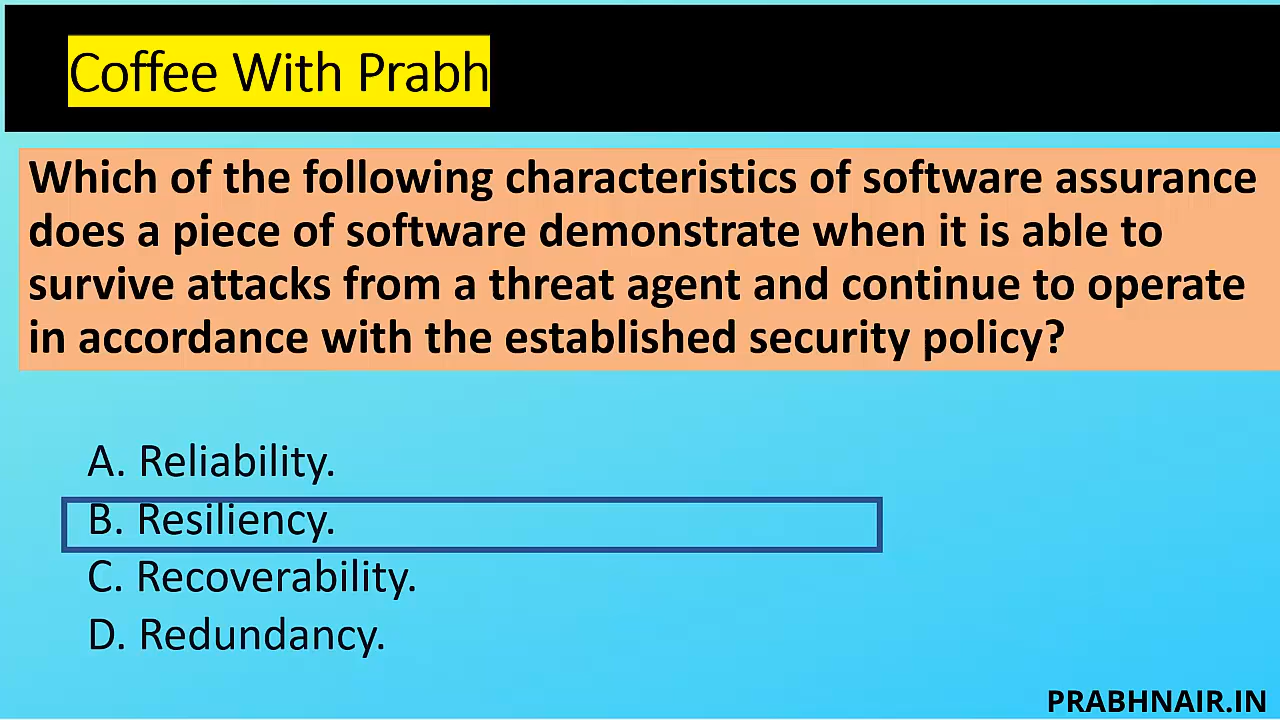 Coffee With Prabh
Which of the following characteristics of software assurance
does a piece of software demonstrate when it is able to
survive attacks from a threat agent and continue to operate
in accordance with the established security policy?
A. Reliability.
B. Resiliency.
C. Recoverability.
D. Redundancy.
PRABHNAIR.IN